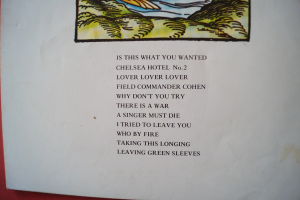 IS THIS WHAT YOU WANTED
CHELSEA HOTEL No.2
LOVER LOVER LOVER
FIELD COMMANDER COHEN
WHY DON'T YOU TRY
THERE IS A WAR
A SINGER MUST DIE
I TRIED TO LEAVE YOU
WHO BY FIRE
TAKING THIS LONGING
LEAVING GREEN SLEEVES